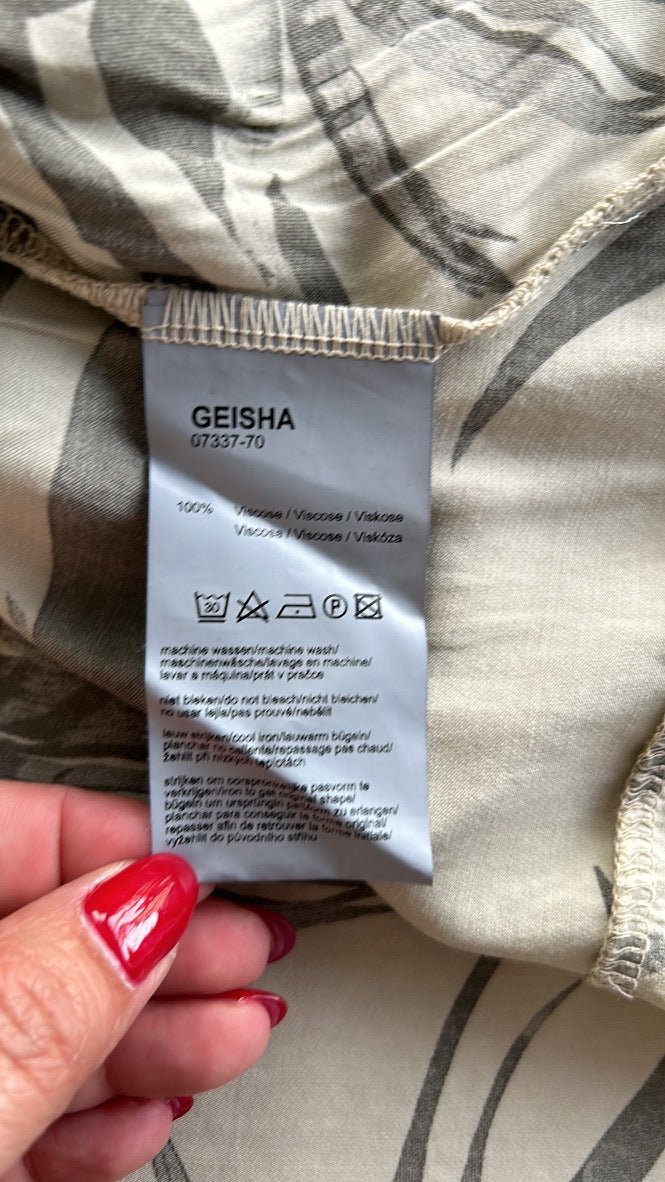 GEISHA
07337-70
100% Viscose / Viscose / Viskose
Viscosa / Viscose / Viskóza
30 P
machine wassen/machine wash/
maschinenwäsche/lavage en machine/
lavar a máquina/prát v pračce
niet bleken/do not bleach/nicht bleichen/
no usar lejia/pas prouvé/nebělit
lauw strijken/cool iron/lauwarm bügeln/
planchar no caliente/repassage pas chaud/
žehlit při nízkých teplotách
strijken om oorspronkelijke pasvorm te
verkrijgen/iron to get original shape/
bügeln um ursprüngln pasform zu erlangen/
planchar para conseguir la forma original/
repasser afin de retrouver la forme initiale/
vyžehlit do původního střihu